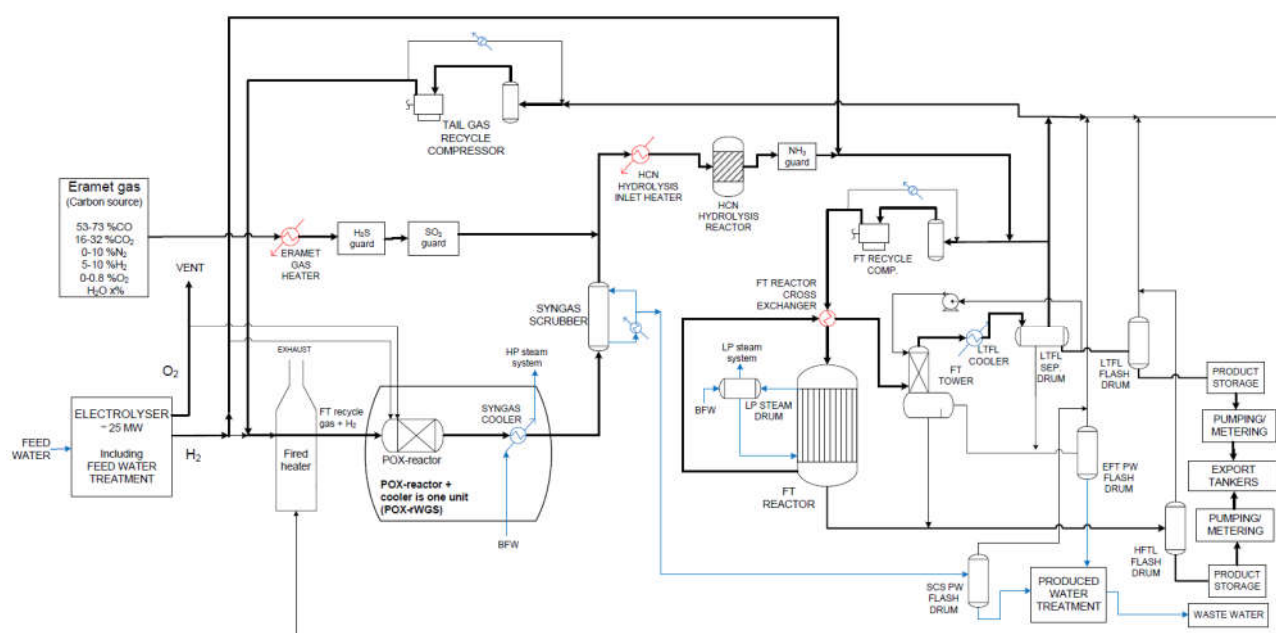 TAIL GAS
RECYCLE
COMPRESSOR
Eramet gas
(Carbon source)
53-73 %CO
16-32 %CO₂
0-10 %N₂
5-10 %H₂
0-0.8 %O₂
H₂O x%
ERAMET
GAS
HEATER
H₂S
guard
SO₂
guard
HCN
HYDROLYSIS
INLET HEATER
HCN
HYDROLYSIS
REACTOR
NH₃
guard
FT RECYCLE
COMP.
VENT
O₂
H₂
FEED
WATER
ELECTROLYSER
~ 25 MW
Including
FEED WATER
TREATMENT
EXHAUST
Fired
heater
FT recycle
gas + H₂
POX-reactor
HP steam
system
SYNGAS
COOLER
POX-reactor +
cooler is one unit
(POX-rWGS)
BFW
SYNGAS
SCRUBBER
FT REACTOR
CROSS
EXCHANGER
LP steam
system
BFW
LP STEAM
DRUM
FT
REACTOR
FT
TOWER
LTFL
COOLER
LTFL
SEP.
DRUM
LTFL
FLASH
DRUM
PRODUCT
STORAGE
PUMPING/
METERING
EXPORT
TANKERS
PUMPING/
METERING
PRODUCT
STORAGE
EFT PW
FLASH
DRUM
HFTL
FLASH
DRUM
SCS PW
FLASH
DRUM
PRODUCED
WATER
TREATMENT
WASTE WATER